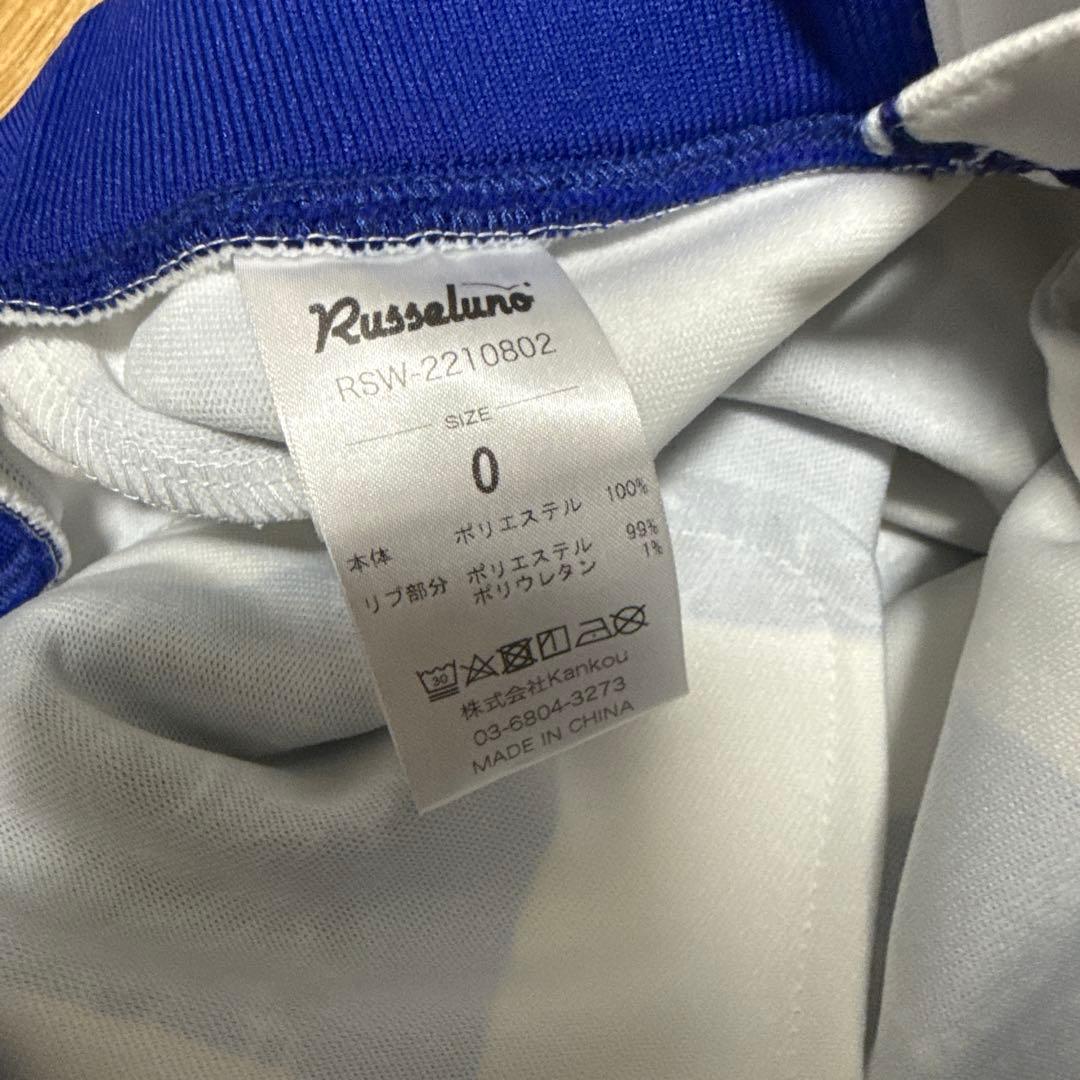 Russeluno
RSW-2210802
SIZE
0
本体 ポリエステル 100%
リブ部分 ポリエステル 99%
ポリウレタン 1%
30
株式会社Kankou
03-6804-3273
MADE IN CHINA